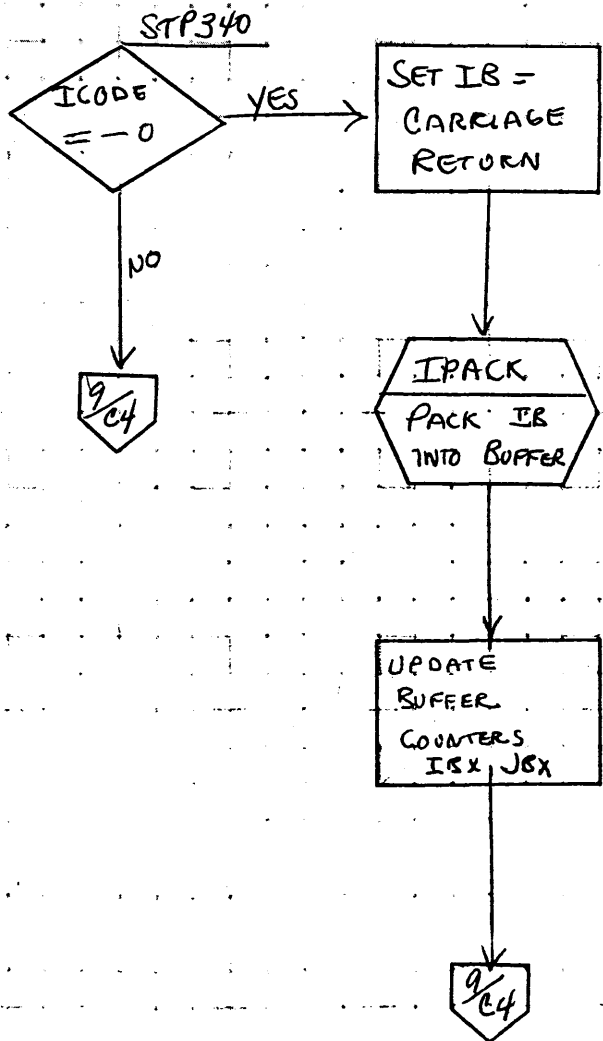 STP340
ICODE
= - 0
YES
SET IB =
CARRIAGE
RETURN
NO
9/C4
IPACK
PACK IB
INTO BUFFER
UPDATE
BUFFER
COUNTERS
IBX JBX
9/C4